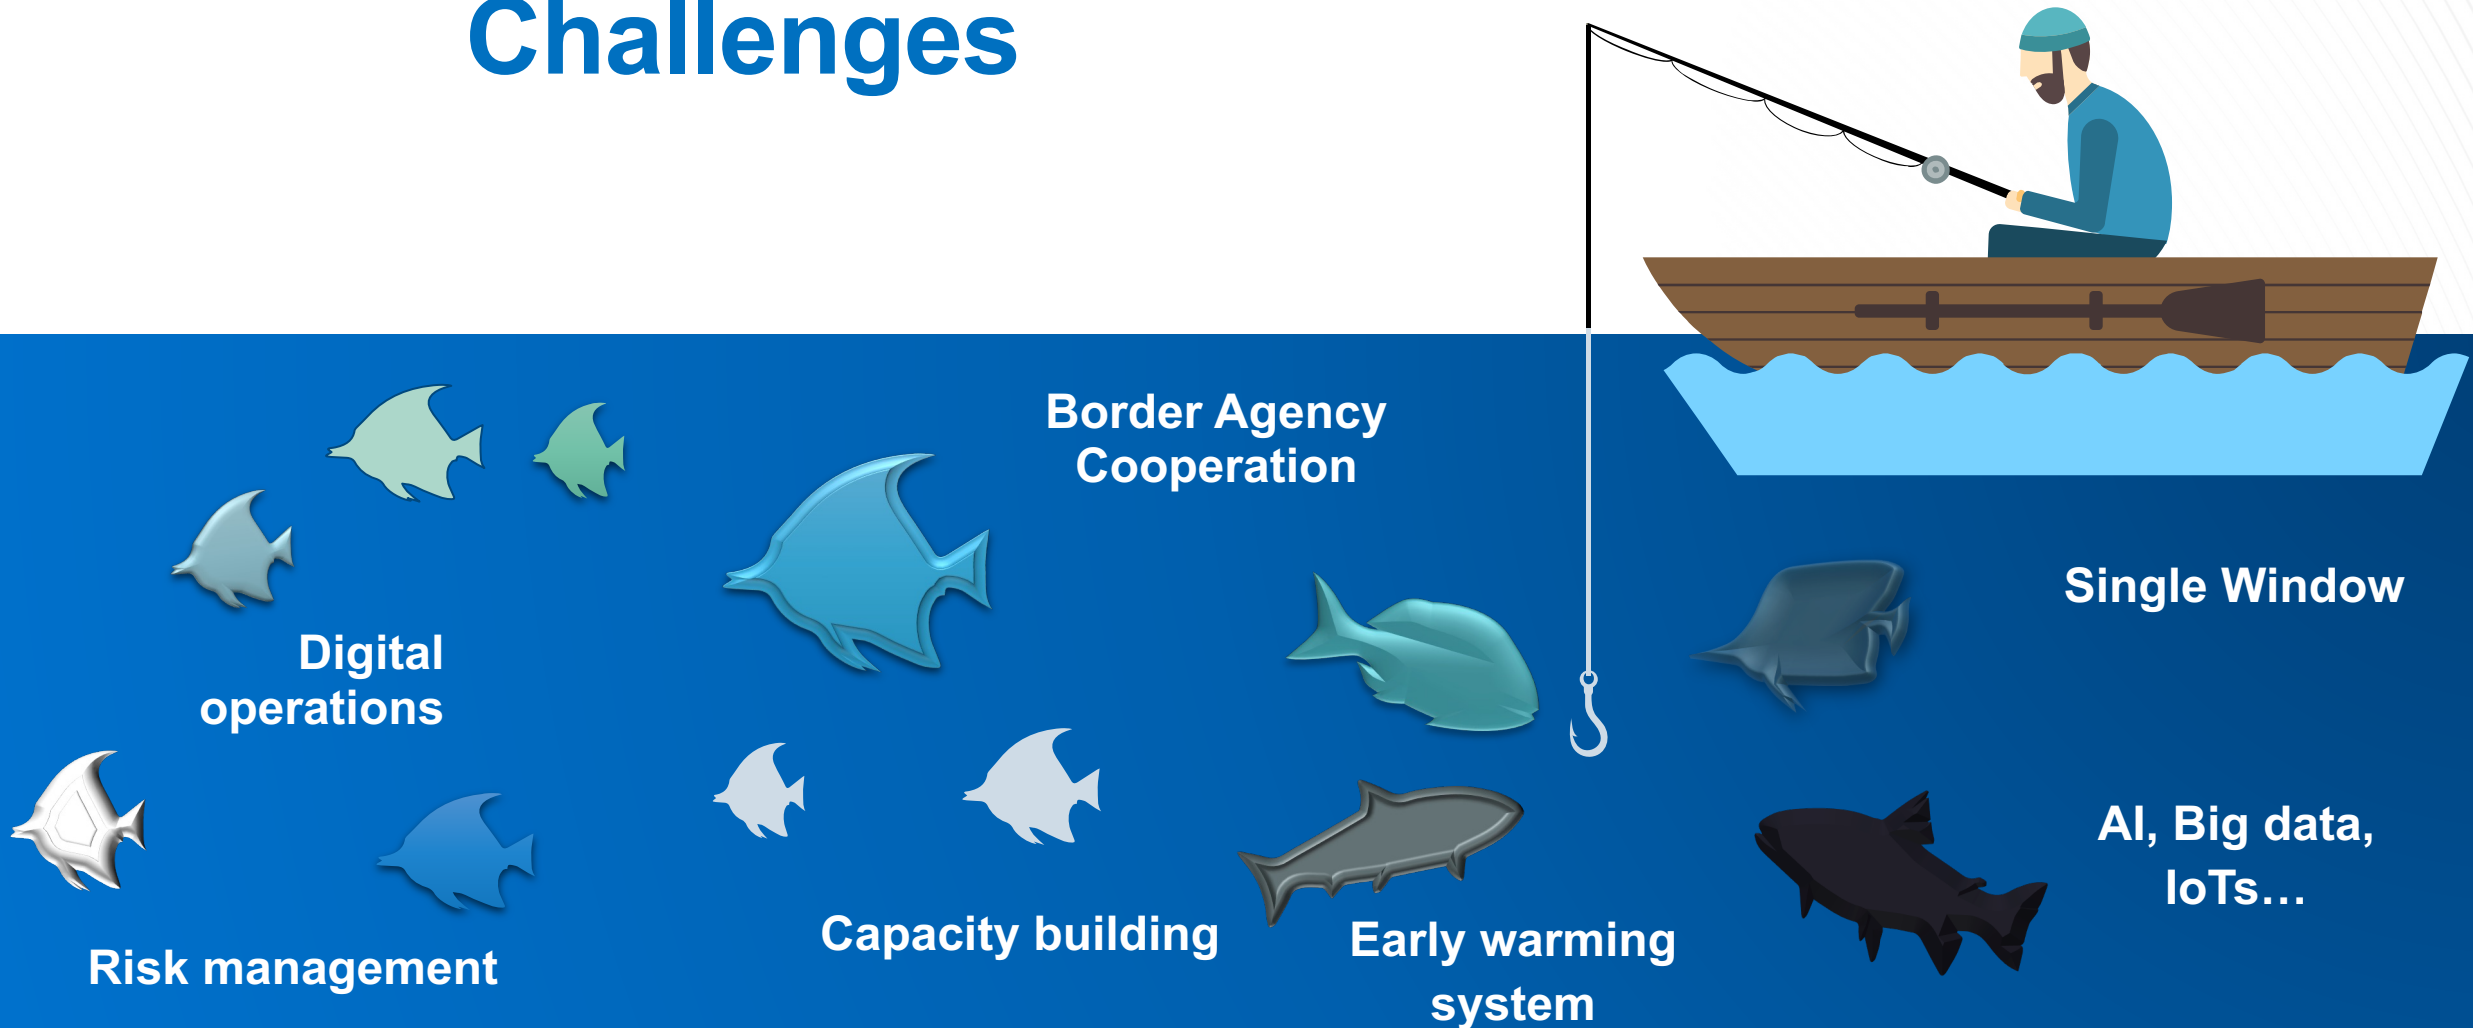 Challenges
Border Agency
Cooperation
Single Window
Digital
operations
AI, Big data,
IoTs…
Capacity building
Early warming
system
Risk management